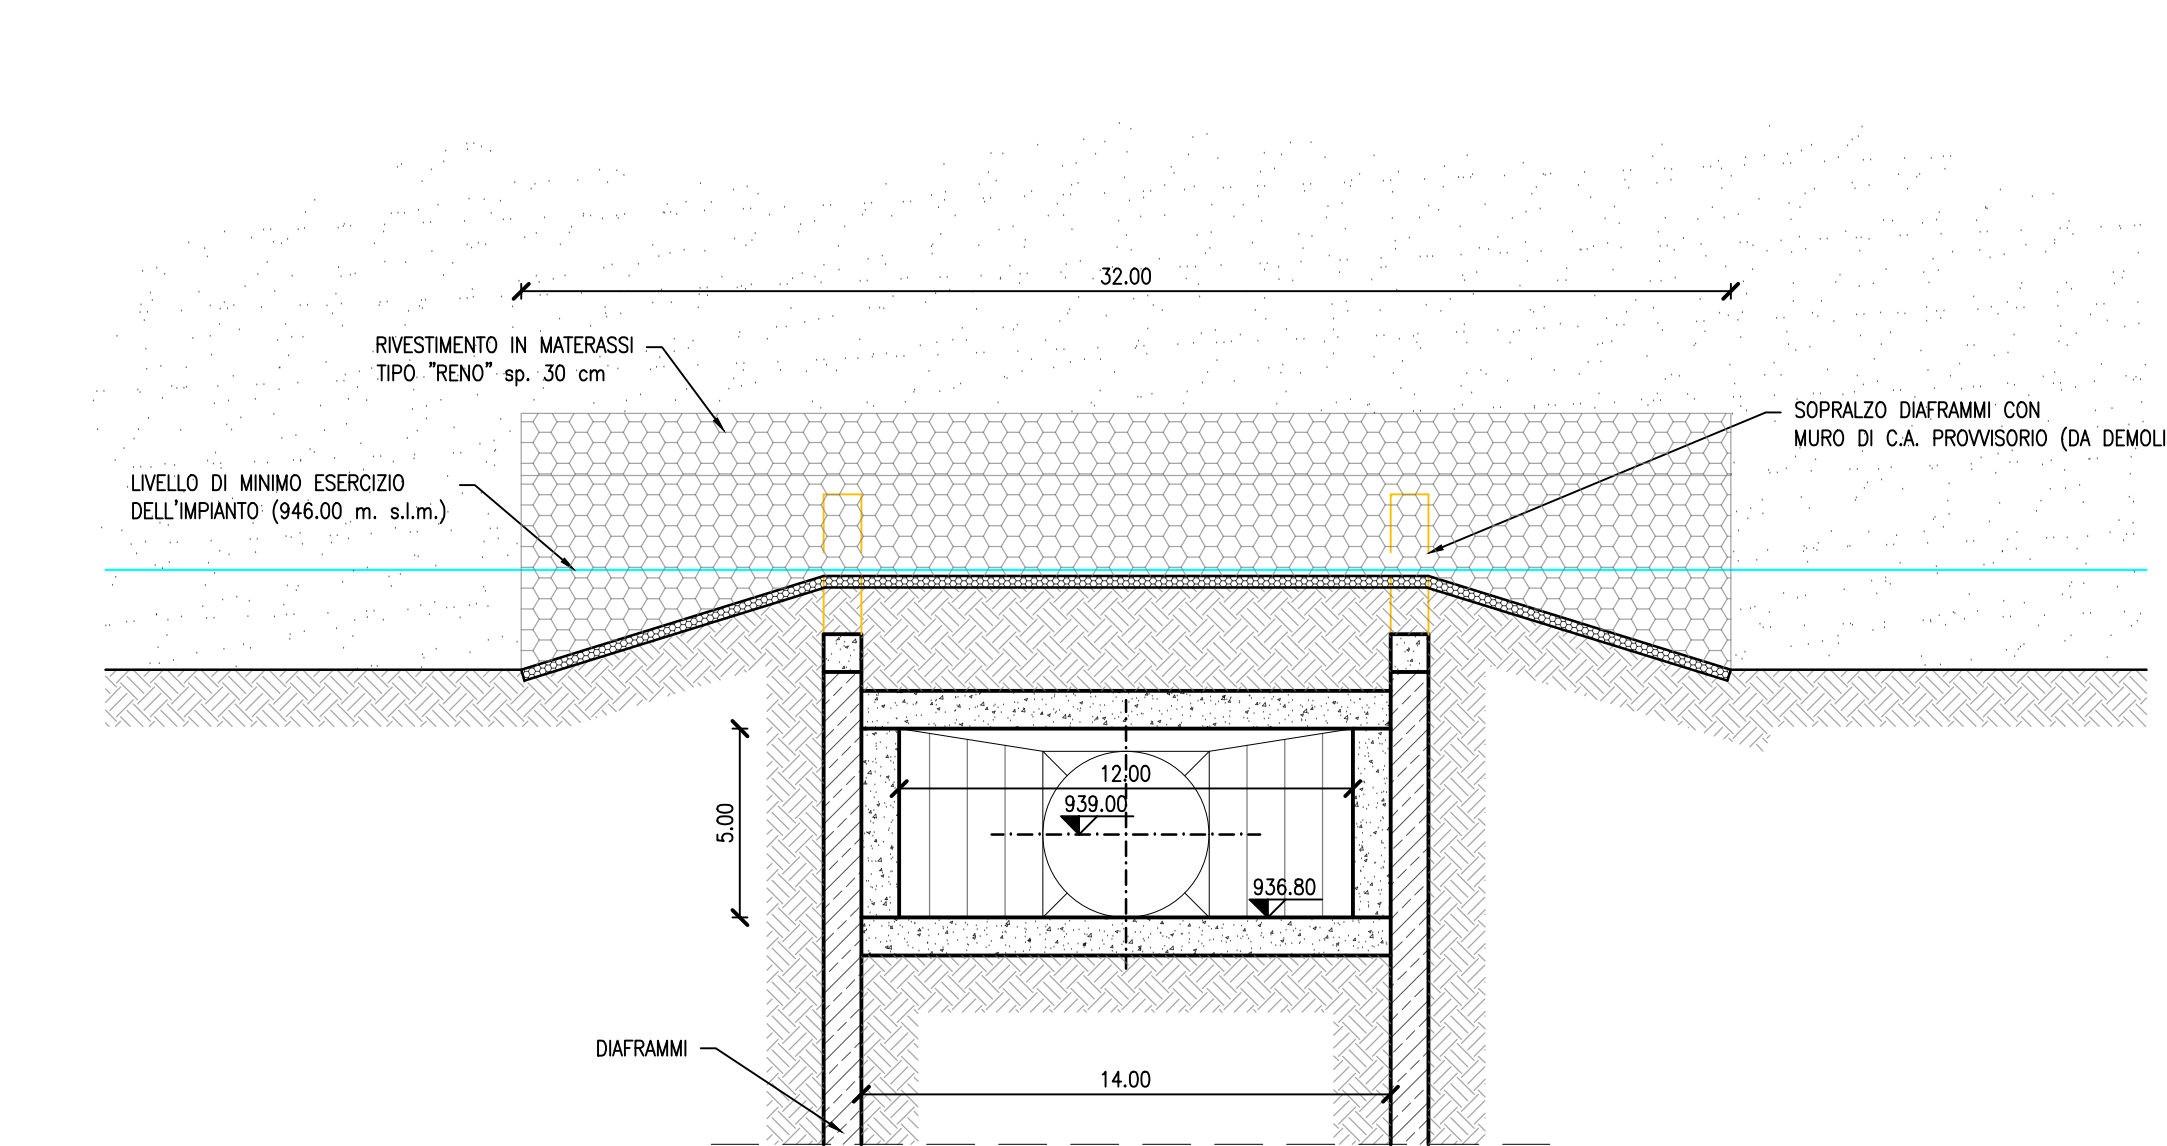 32.00
RIVESTIMENTO IN MATERASSI
TIPO "RENO" sp. 30 cm
SOPRALZO DIAFRAMMI CON
MURO DI C.A. PROVVISORIO (DA DEMOLI
LIVELLO DI MINIMO ESERCIZIO
DELL'IMPIANTO (946.00 m. s.l.m.)
12.00
939.00
5.00
936.80
DIAFRAMMI
14.00